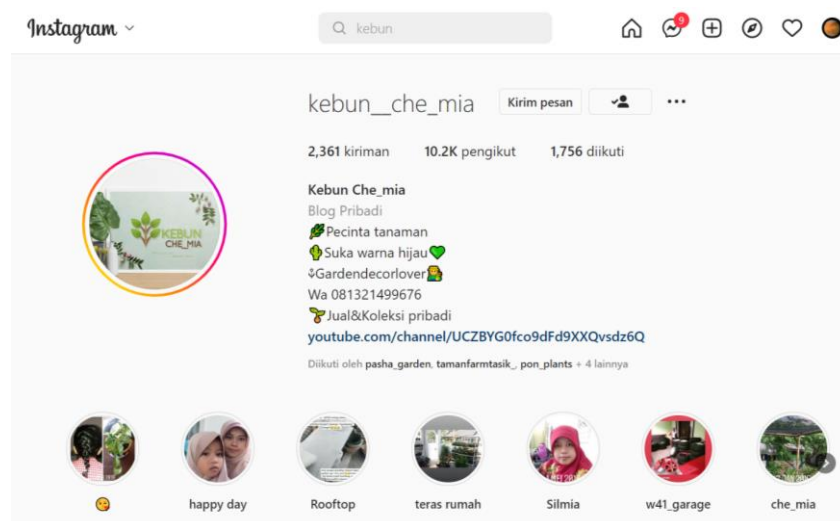 Instagram
kebun
9
kebun__che_mia Kirim pesan
2,361 kiriman 10.2K pengikut 1,756 diikuti
Kebun Che_mia
Blog Pribadi
🌿Pecinta tanaman
🌵Suka warna hijau💚
⚘Gardendecorlover👩‍🌾
Wa 081321499676
🌱Jual&Koleksi pribadi
youtube.com/channel/UCZBYG0fco9dFd9XXQvsdz6Q
Diikuti oleh pasha_garden, tamanfarmtasik_, pon_plants + 4 lainnya
KEBUN
CHE_MIA
😋 happy day Rooftop teras rumah Silmia w41_garage che_mia